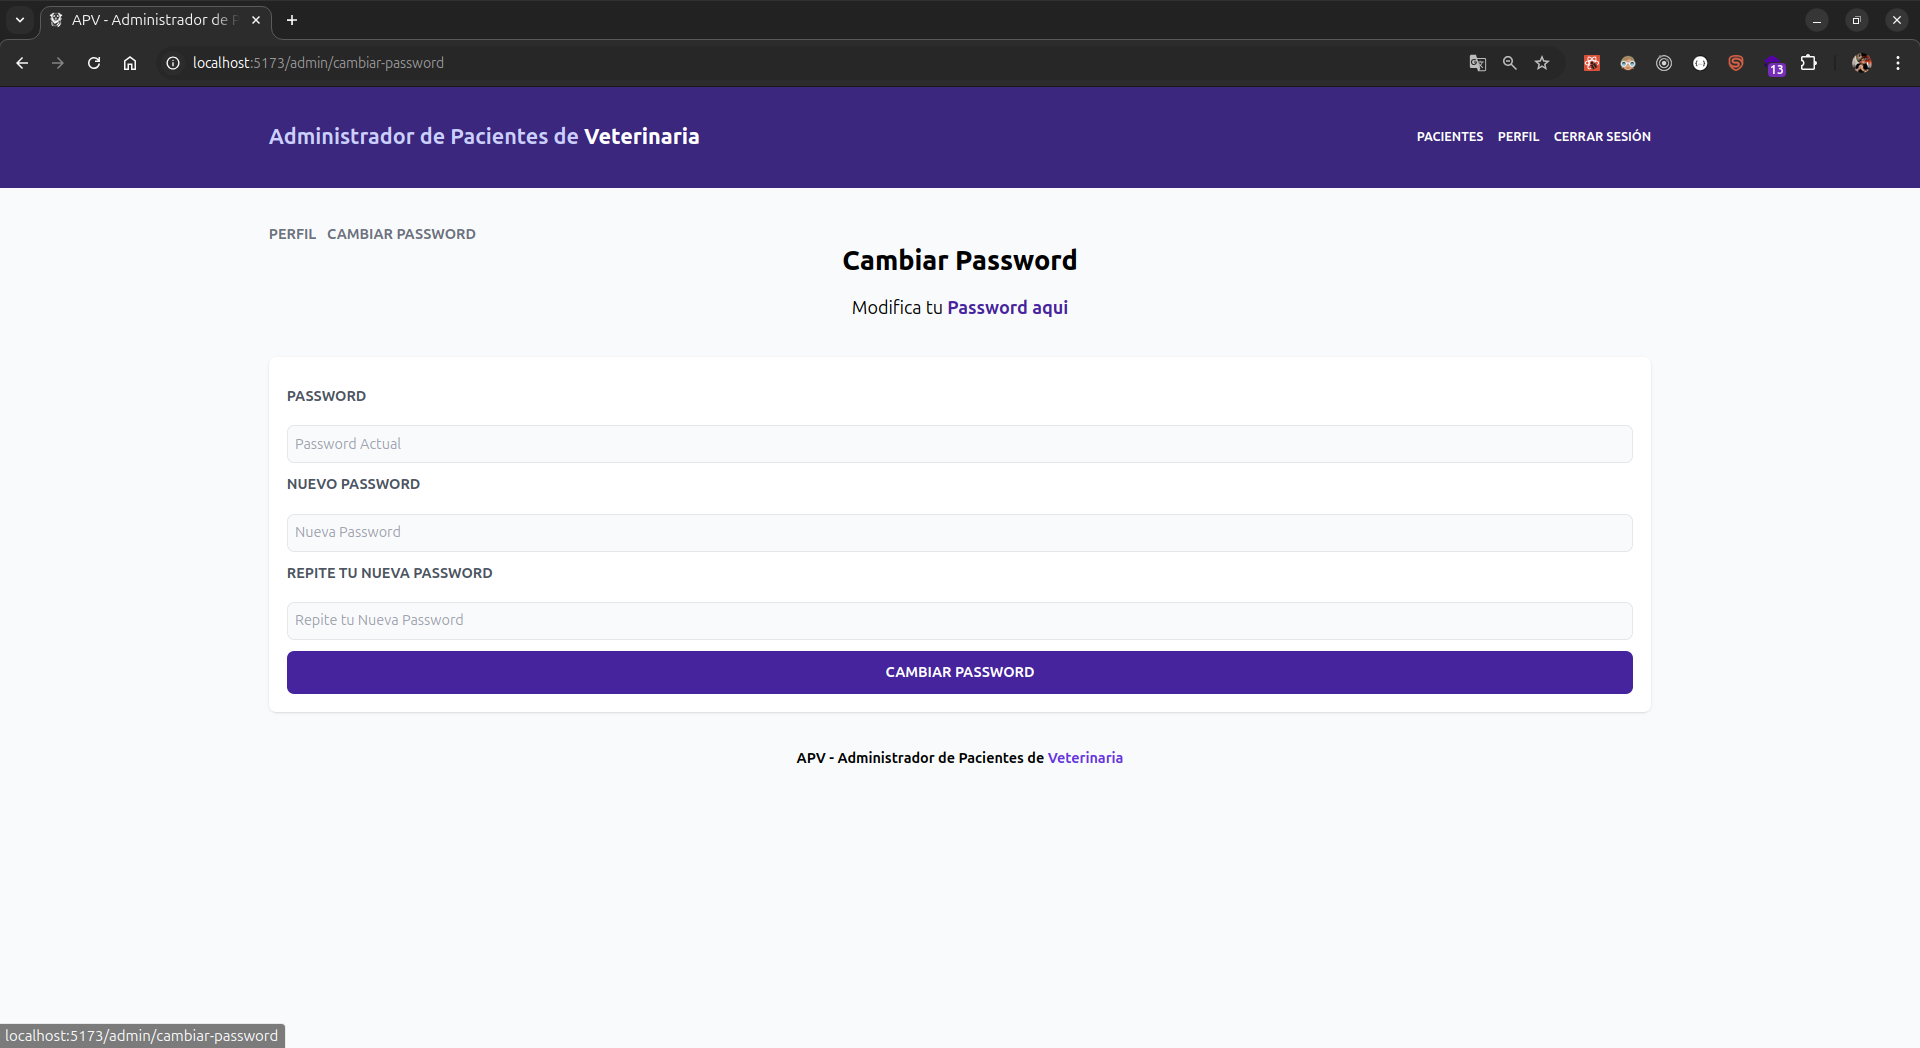 APV - Administrador de P
localhost:5173/admin/cambiar-password
13
Administrador de Pacientes de Veterinaria
PACIENTES PERFIL CERRAR SESIÓN
PERFIL CAMBIAR PASSWORD
Cambiar Password
Modifica tu Password aqui
PASSWORD
Password Actual
NUEVO PASSWORD
Nueva Password
REPITE TU NUEVA PASSWORD
Repite tu Nueva Password
CAMBIAR PASSWORD
APV - Administrador de Pacientes de Veterinaria
localhost:5173/admin/cambiar-password